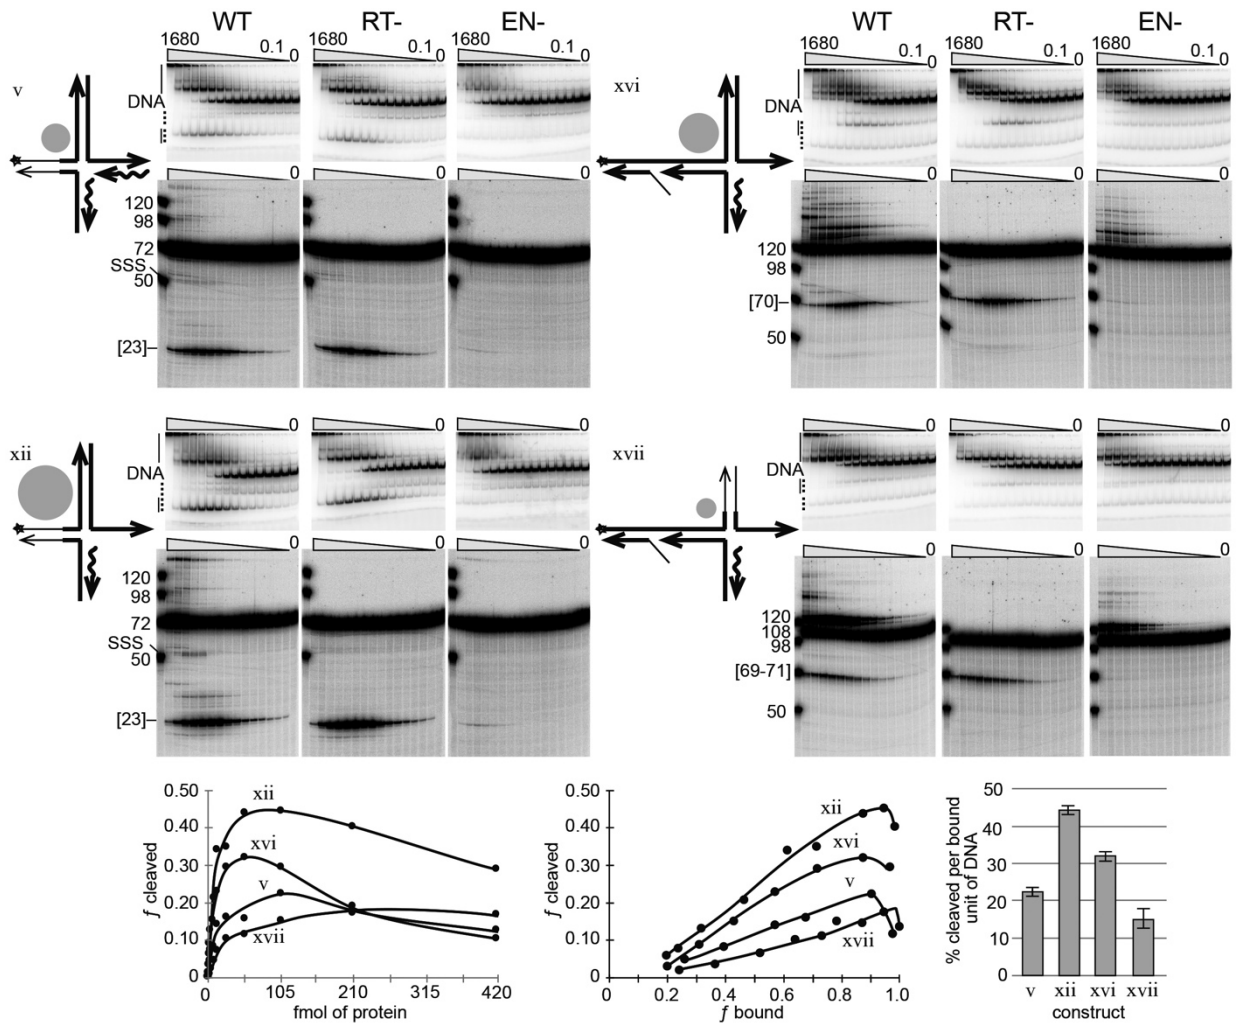 WT RT- EN-
1680 0.1 0 1680 0 1680 0
v
DNA
0 0 0
120
98
72
SSS
50
[23]
WT RT- EN-
1680 0.1 0 1680 0.1 0 1680 0.1 0
xvi
DNA
0 0 0
120
98
[70]
50
0 0 0
xii
DNA
0 0 0
120
98
72
SSS
50
[23]
0 0 0
xvii
DNA
0 0 0
120
108
98
[69-71]
50
0.50
0.40
0.30
0.20
0.10
0
ƒ cleaved
xii
xvi
v
xvii
0 105 210 315 420
fmol of protein
0.50
0.40
0.30
0.20
0.10
0
ƒ cleaved
xii
xvi
v
xvii
0 0.2 0.4 0.6 0.8 1.0
ƒ bound
50
40
30
20
10
0
% cleaved per bound
unit of DNA
v xii xvi xvii
construct